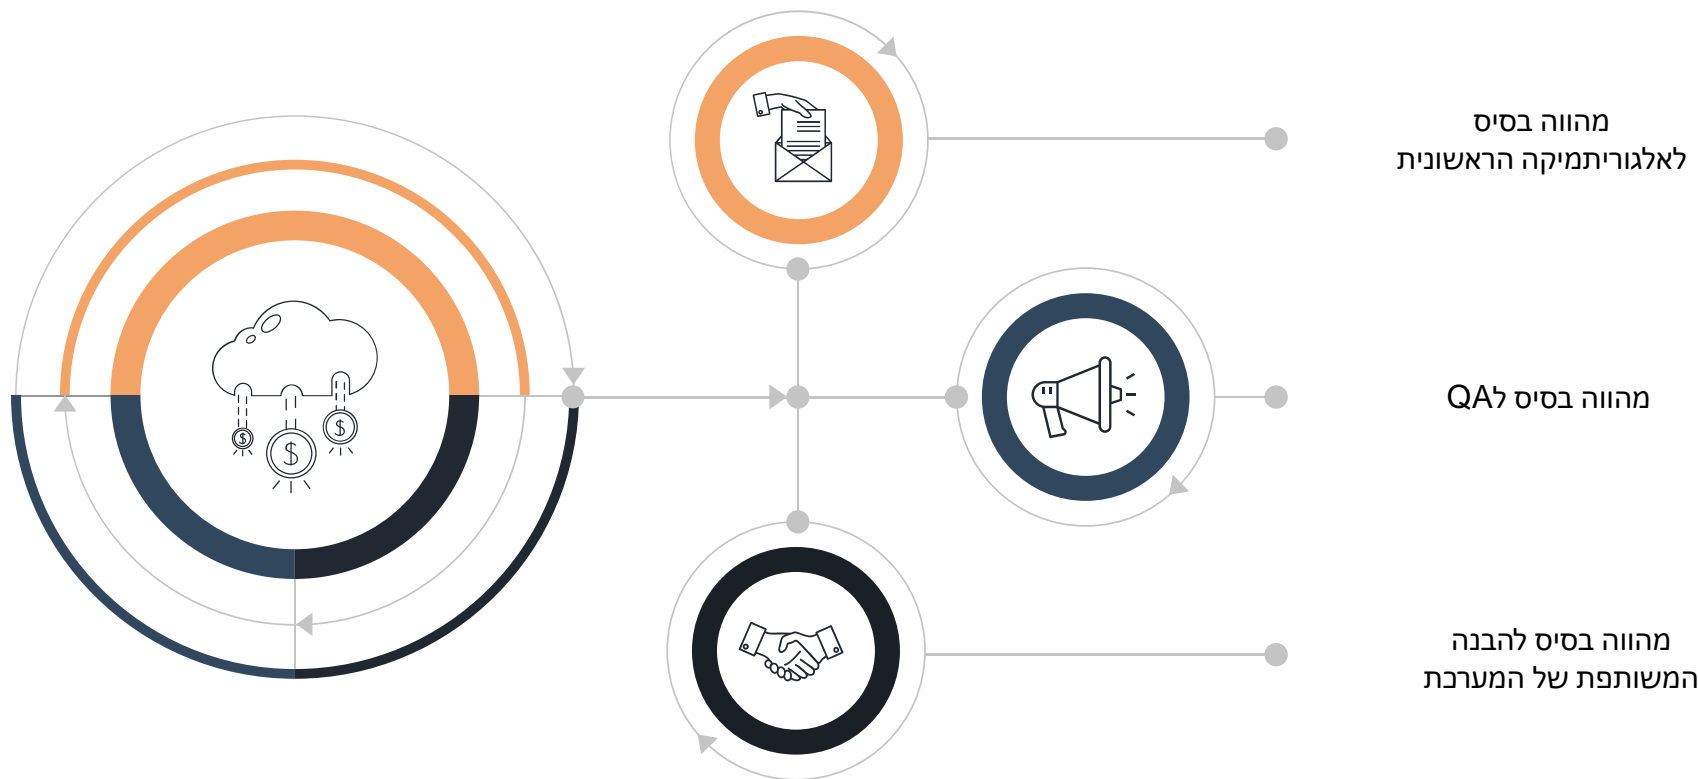 מהווה בסיס
לאלגוריתמיקה הראשונית
מהווה בסיס לQA
מהווה בסיס להבנה
המשותפת של המערכת
$
$
$